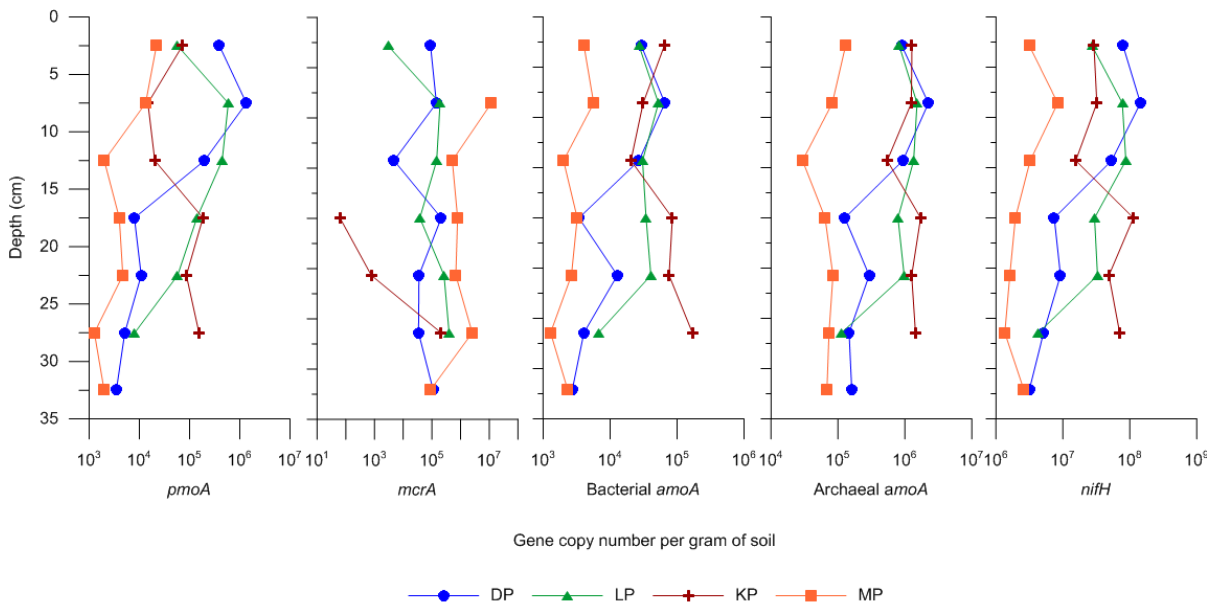 0
5
10
15
20
25
30
35
Depth (cm)
10³ 10⁴ 10⁵ 10⁶ 10⁷
pmoA
10¹ 10³ 10⁵ 10⁷
mcrA
10³ 10⁴ 10⁵ 10⁶
Bacterial amoA
10⁴ 10⁵ 10⁶ 10⁷
Archaeal amoA
10⁶ 10⁷ 10⁸ 10⁹
nifH
Gene copy number per gram of soil
DP LP KP MP